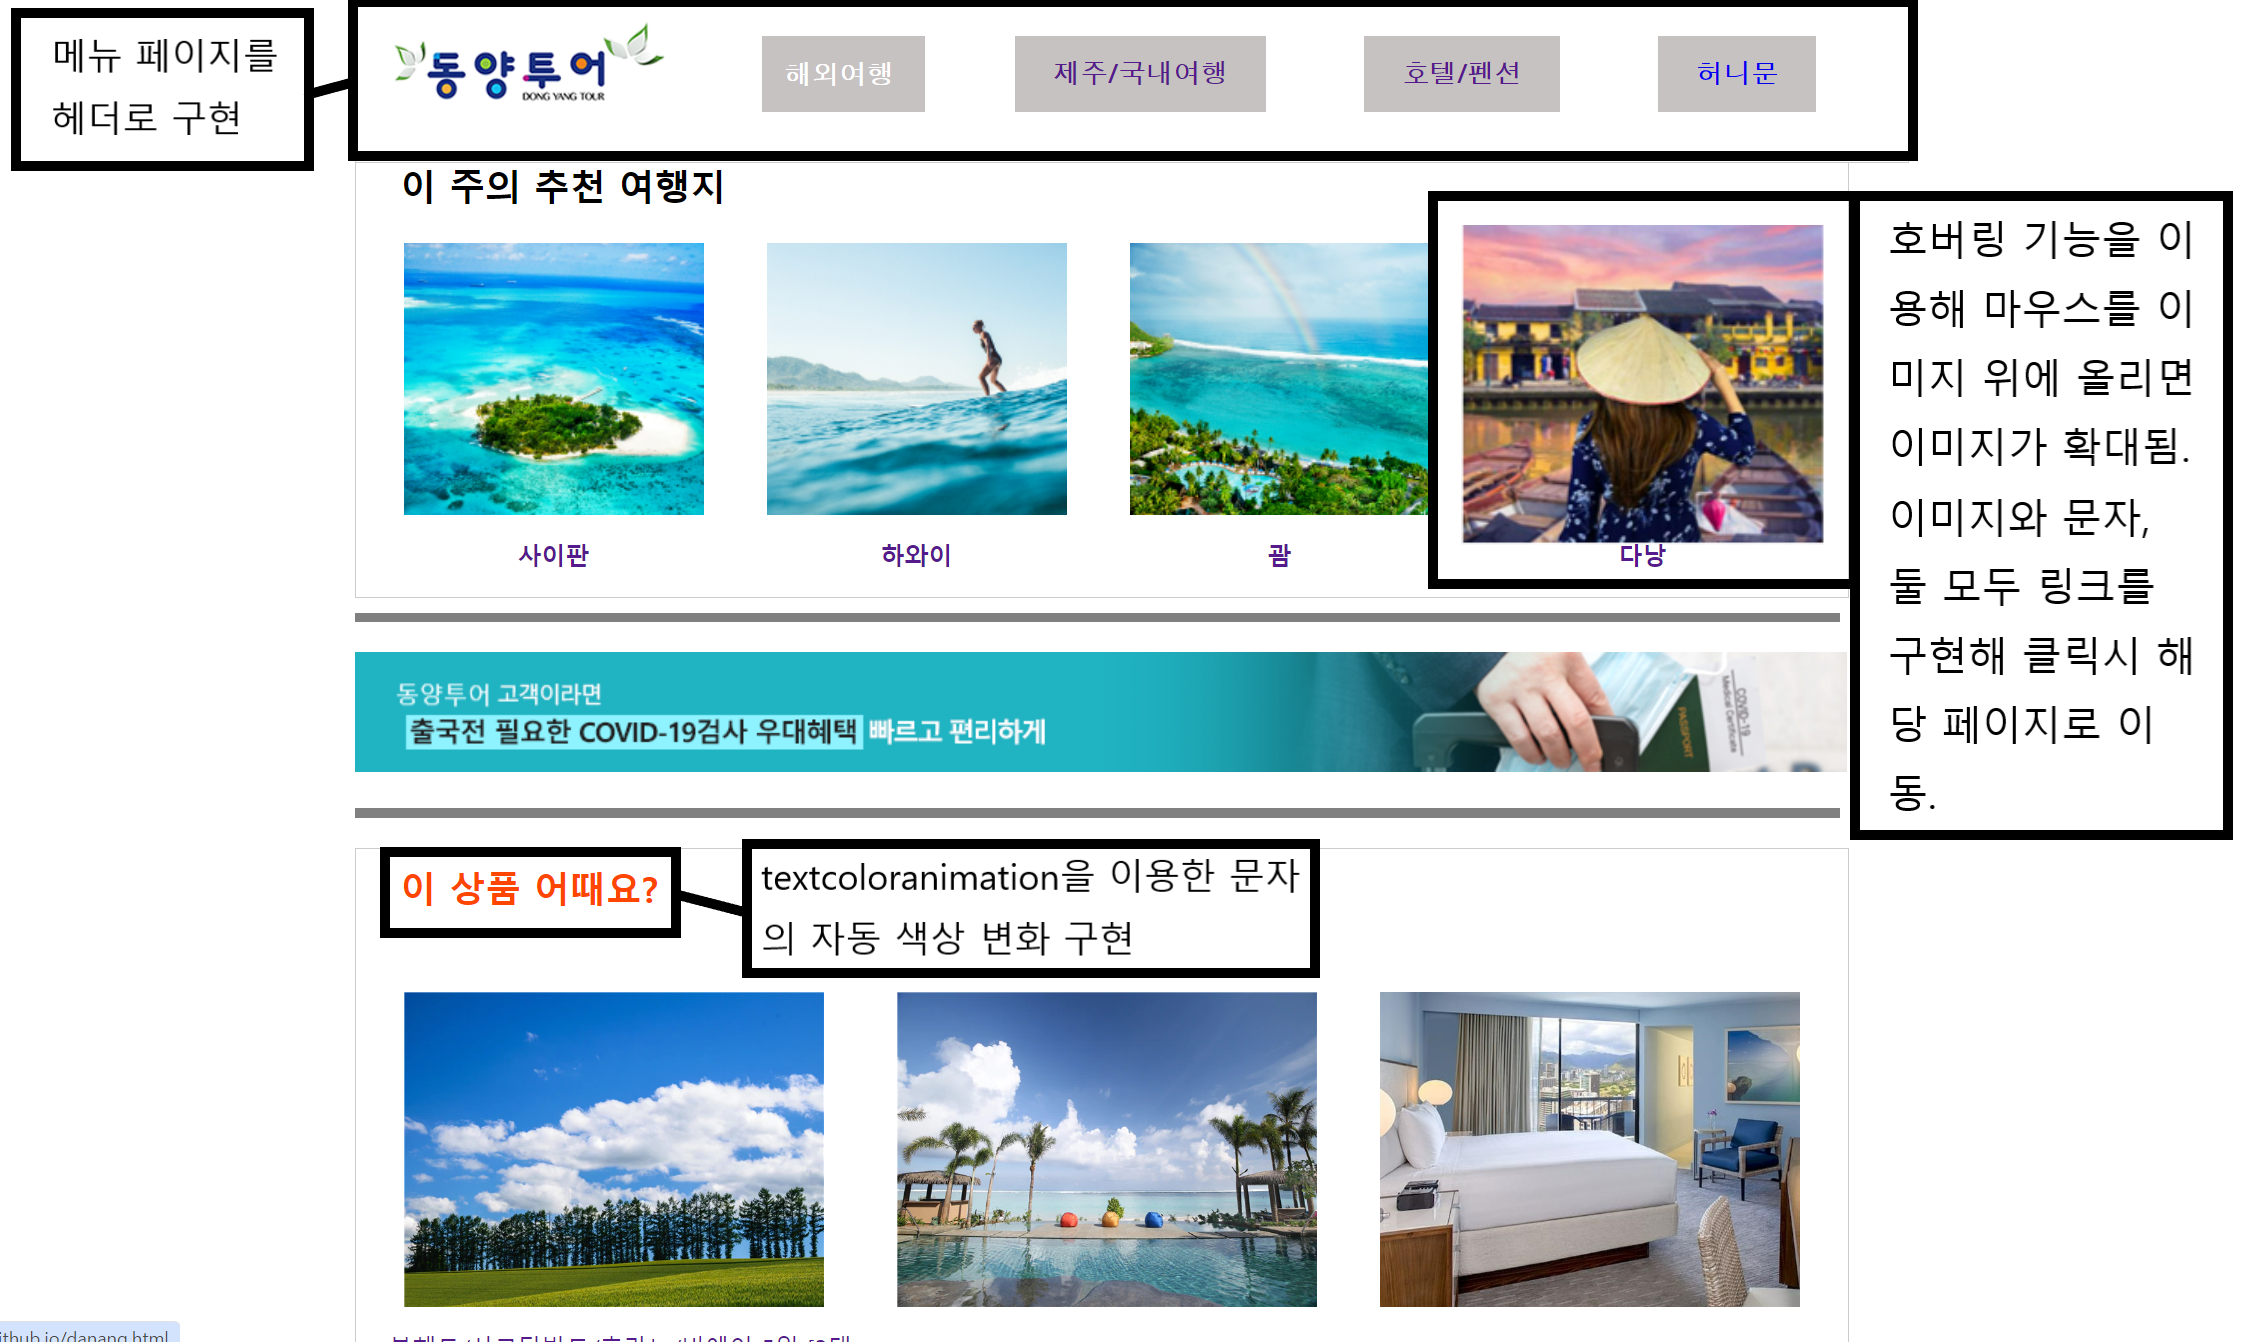 메뉴 페이지를
헤더로 구현
동양투어
DONG YANG TOUR
해외여행
제주/국내여행
호텔/펜션
허니문
이 주의 추천 여행지
사이판
하와이
괌
다낭
호버링 기능을 이
용해 마우스를 이
미지 위에 올리면
이미지가 확대됨.
이미지와 문자,
둘 모두 링크를
구현해 클릭시 해
당 페이지로 이
동.
동양투어 고객이라면
출국전 필요한 COVID-19검사 우대혜택 빠르고 편리하게
COVID-19
Medical Certificate
PASSPORT
이 상품 어때요?
textcoloranimation을 이용한 문자
의 자동 색상 변화 구현
ithub.io/danang.html